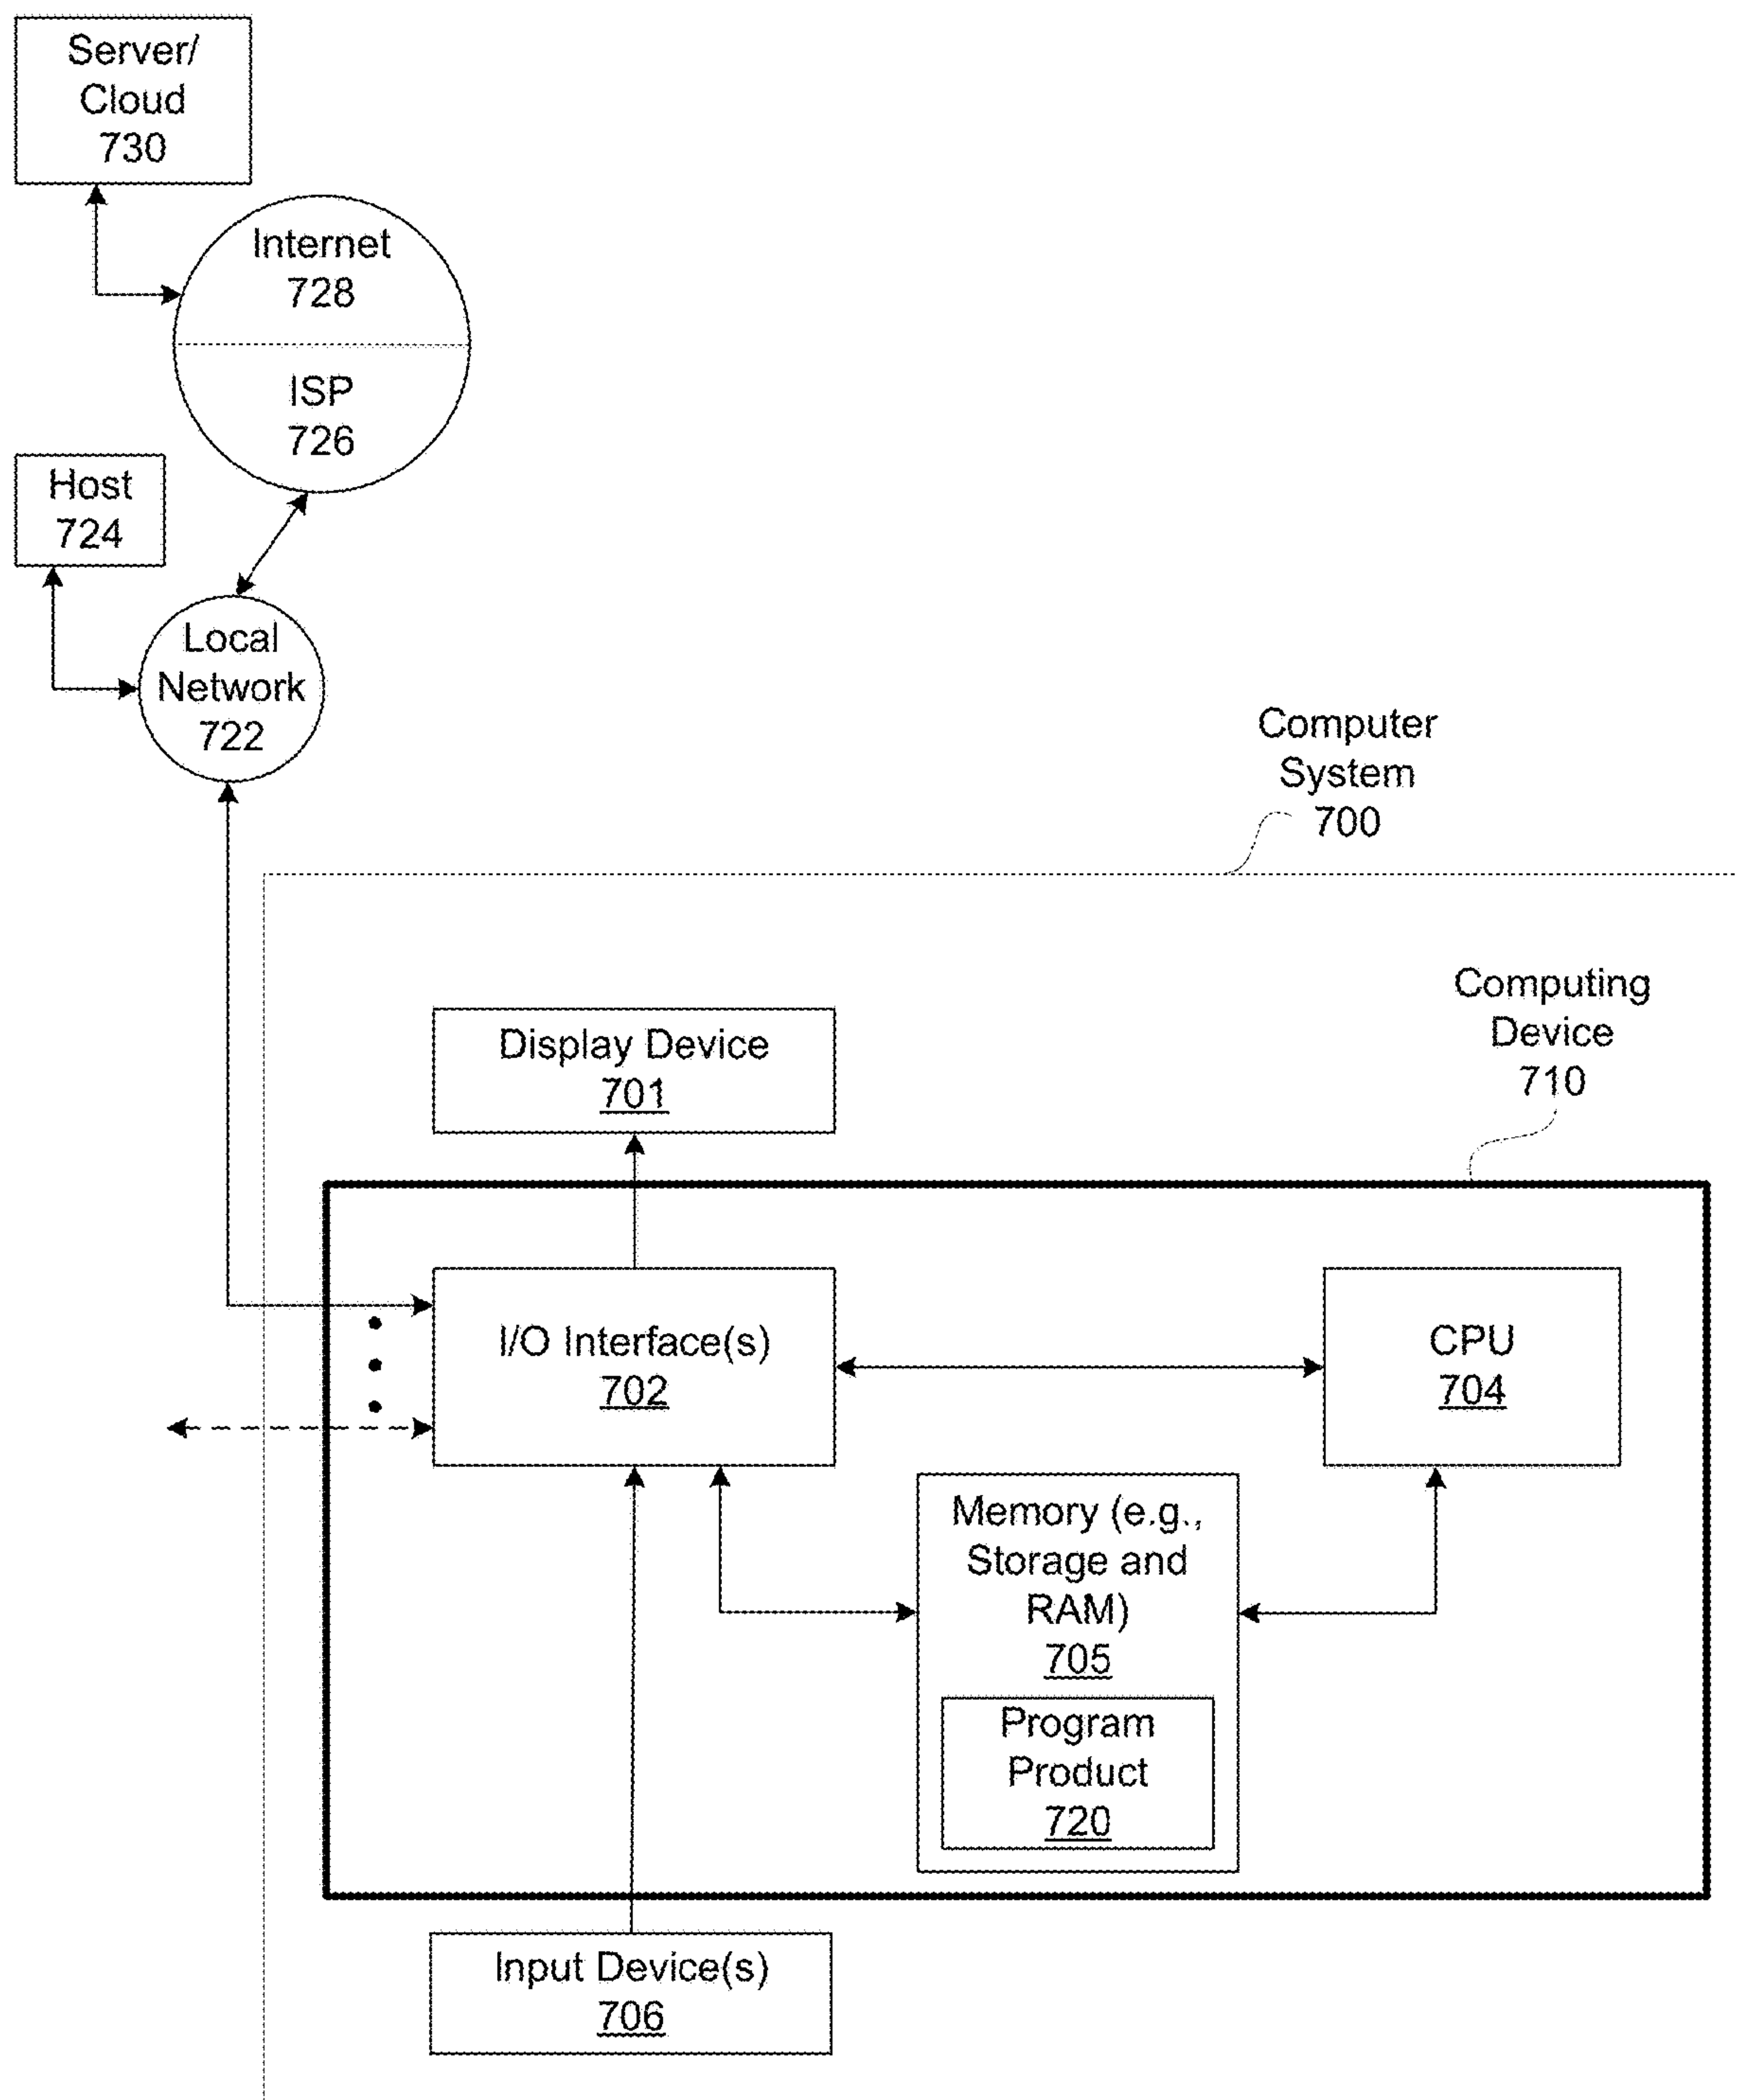 Server/
Cloud
730
Internet
728
ISP
726
Host
724
Local
Network
722
Computer
System
700
Computing
Device
710
Display Device
701
I/O Interface(s)
702
CPU
704
Memory (e.g.,
Storage and
RAM)
705
Program
Product
720
Input Device(s)
706